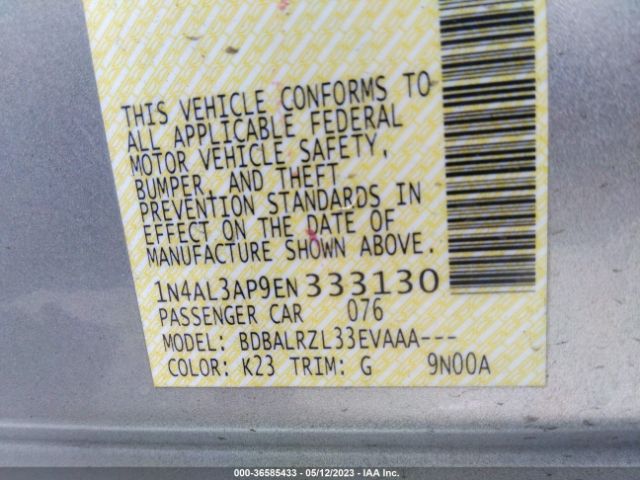 THIS VEHICLE CONFORMS TO
ALL APPLICABLE FEDERAL
MOTOR VEHICLE SAFETY,
BUMPER, AND THEFT
PREVENTION STANDARDS IN
EFFECT ON THE DATE OF
MANUFACTURE SHOWN ABOVE.
1N4AL3AP9EN 333130
PASSENGER CAR 076
MODEL: BDBALRZL33EVAAA---
COLOR: K23 TRIM: G 9N00A
000-36585433 - 05/12/2023 - IAA Inc.